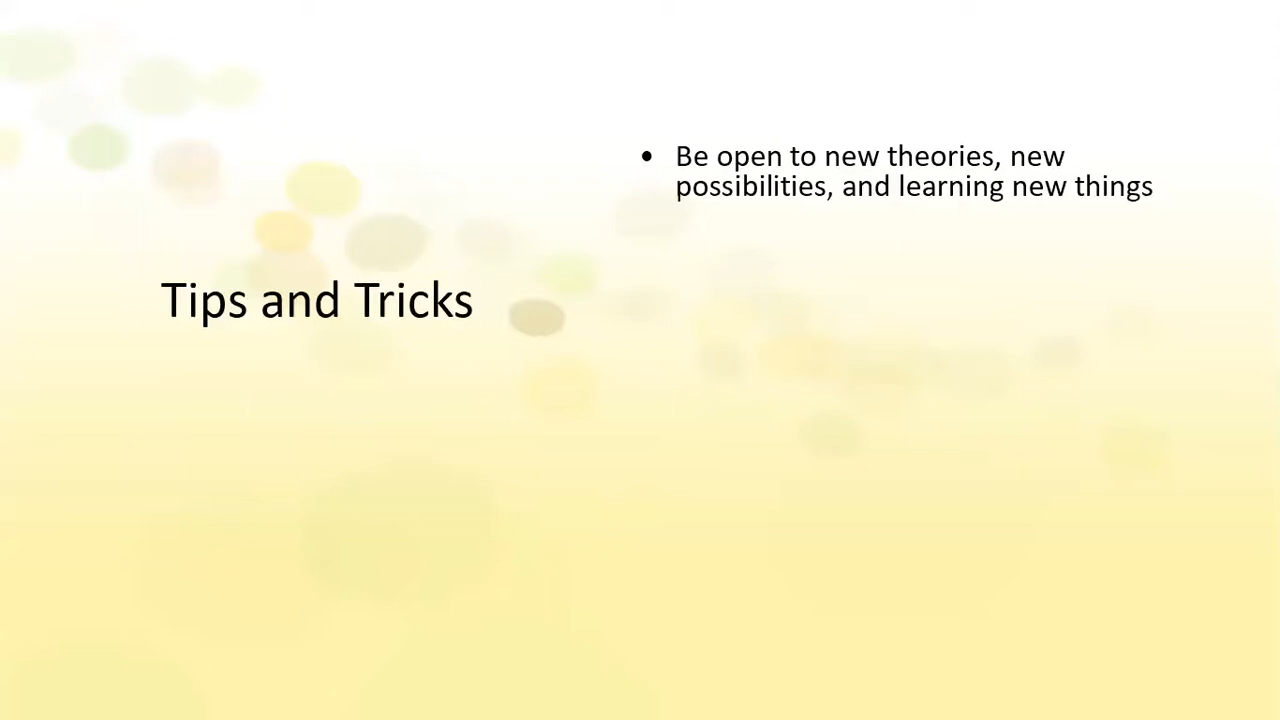 Tips and Tricks
• Be open to new theories, new
possibilities, and learning new things